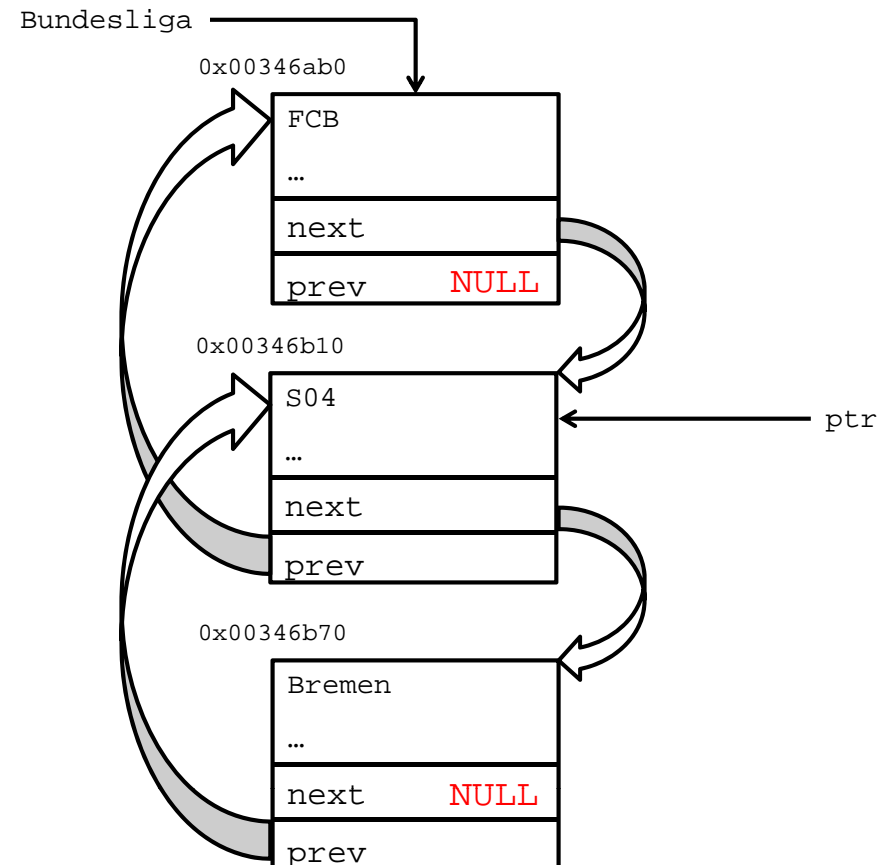 Bundesliga
0x00346ab0
FCB
…
next
prev NULL
0x00346b10
S04
…
ptr
next
prev
0x00346b70
Bremen
…
next NULL
prev